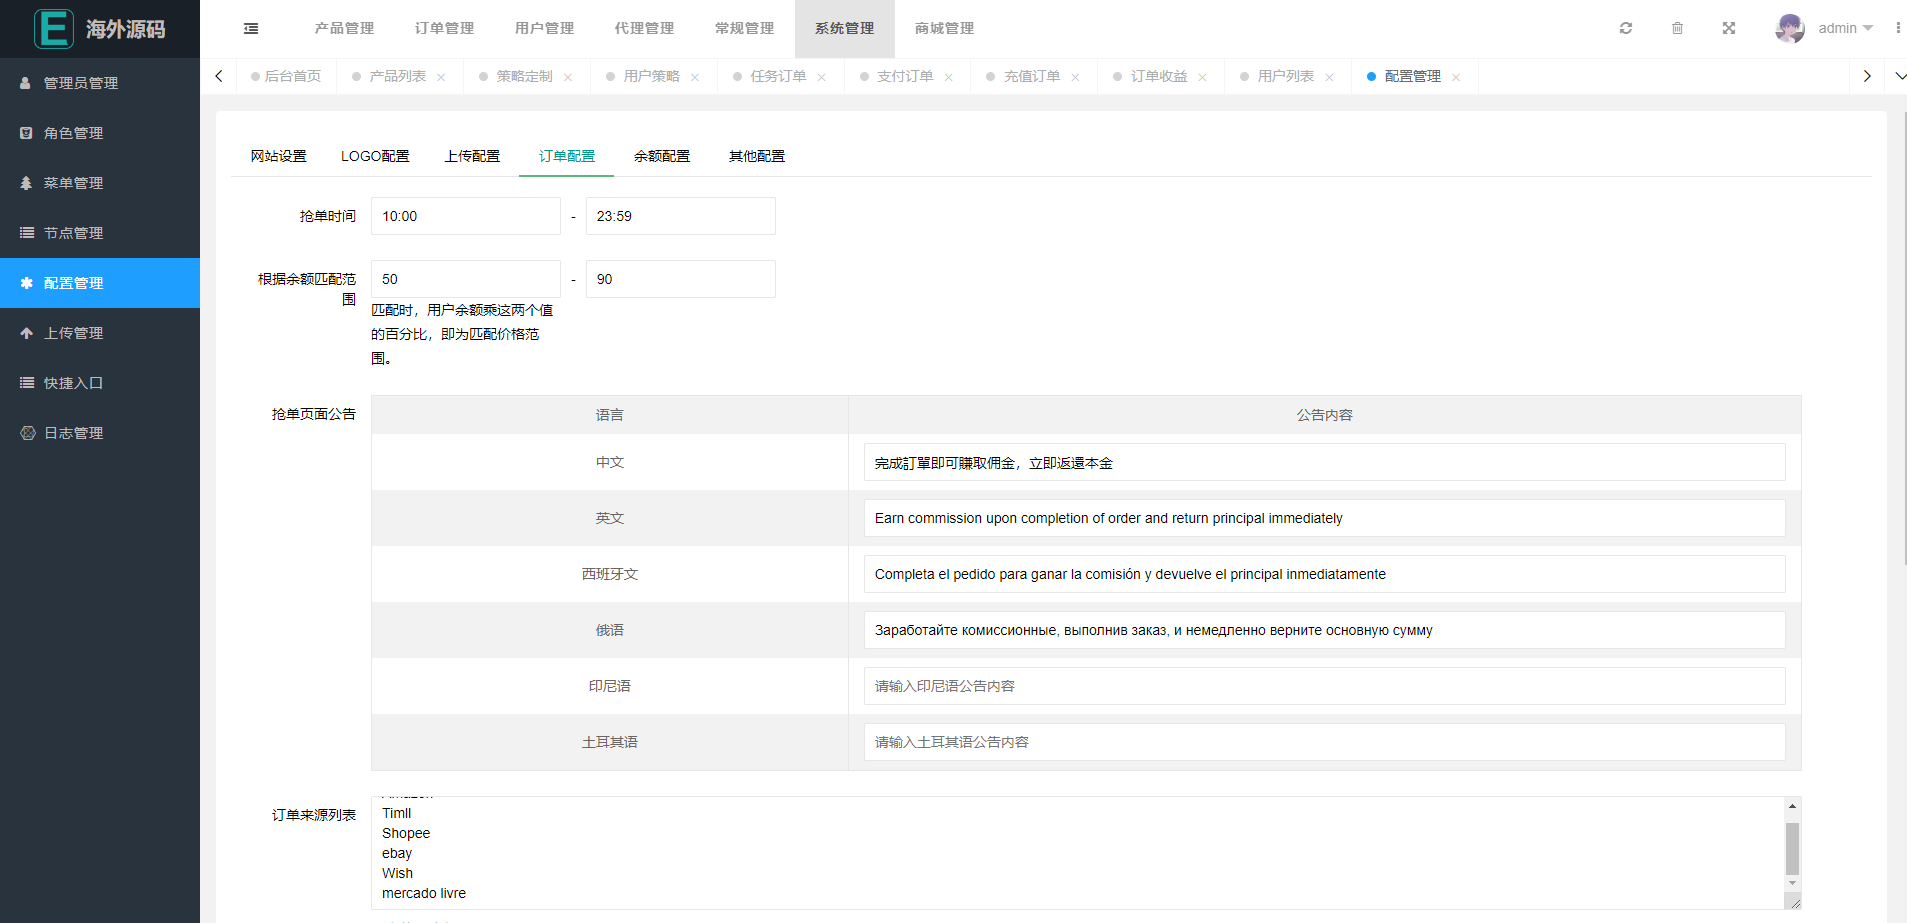 E 海外源码
产品管理 订单管理 用户管理 代理管理 常规管理 系统管理 商城管理
admin
后台首页 产品列表 策略定制 用户策略 任务订单 支付订单 充值订单 订单收益 用户列表 配置管理
管理员管理
角色管理
菜单管理
节点管理
配置管理
上传管理
快捷入口
日志管理
网站设置 LOGO配置 上传配置 订单配置 余额配置 其他配置
抢单时间 10:00 - 23:59
根据余额匹配范围 50 - 90
匹配时，用户余额乘这两个值
的百分比，即为匹配价格范
围。
抢单页面公告 语言 公告内容
中文 完成訂單即可賺取佣金，立即返還本金
英文 Earn commission upon completion of order and return principal immediately
西班牙文 Completa el pedido para ganar la comisión y devuelve el principal inmediatamente
俄语 Заработайте комиссионные, выполнив заказ, и немедленно верните основную сумму
印尼语 请输入印尼语公告内容
土耳其语 请输入土耳其语公告内容
订单来源列表
Timll
Shopee
ebay
Wish
mercado livre